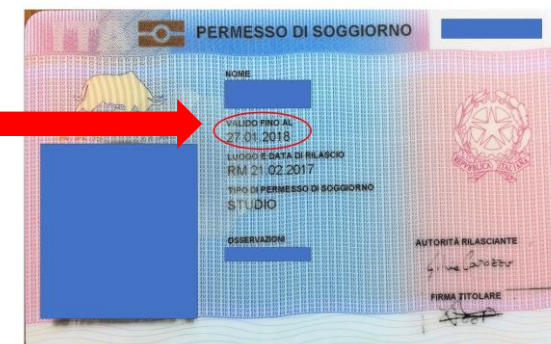 ITA
PERMESSO DI SOGGIORNO
NOME
VALIDO FINO AL
27.01.2018
LUOGO E DATA DI RILASCIO
RM 21.02.2017
TIPO DI PERMESSO DI SOGGIORNO
STUDIO
OSSERVAZIONI
AUTORITÀ RILASCIANTE
FIRMA TITOLARE